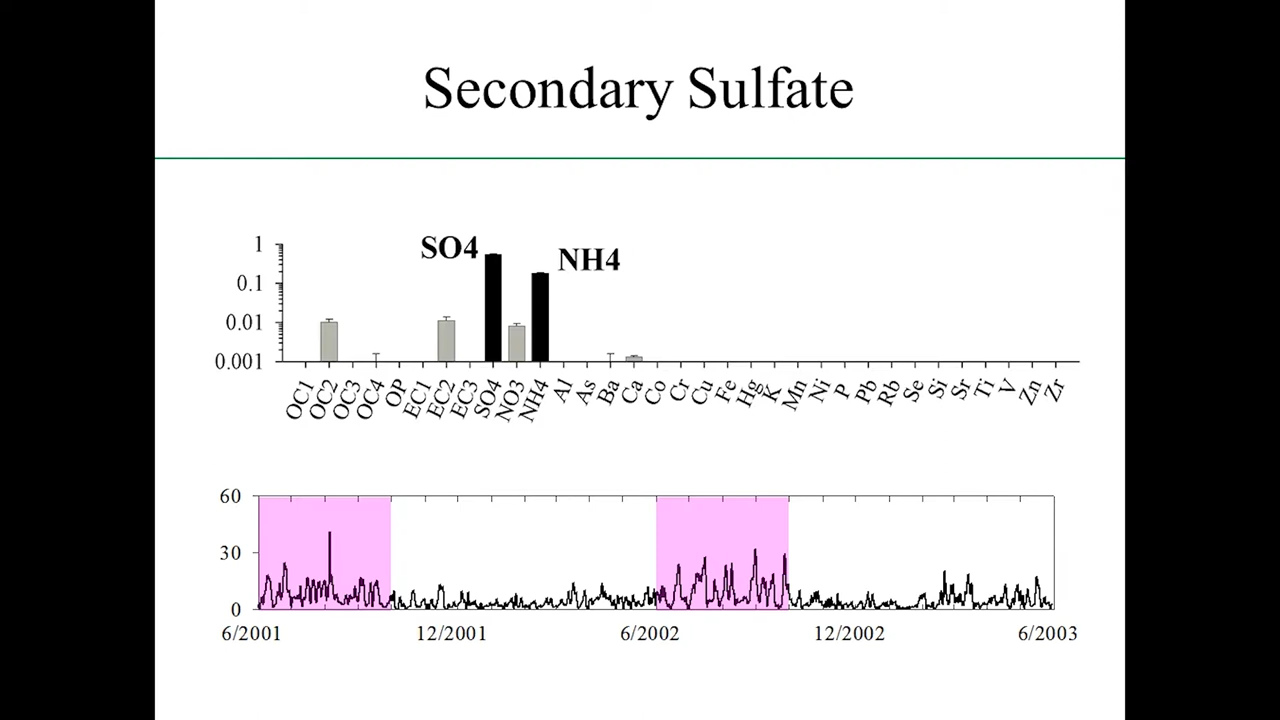 Secondary Sulfate
1
0.1
0.01
0.001
SO4
NH4
OC1 OC2 OC3 OC4 OP EC1 EC2 EC3 SO4 NO3 NH4 Al As Ba Ca Co Cr Cu Fe Hg K Mn Ni P Pb Rb Se Si Sr Ti V Zn Zr
60
30
0
6/2001 12/2001 6/2002 12/2002 6/2003